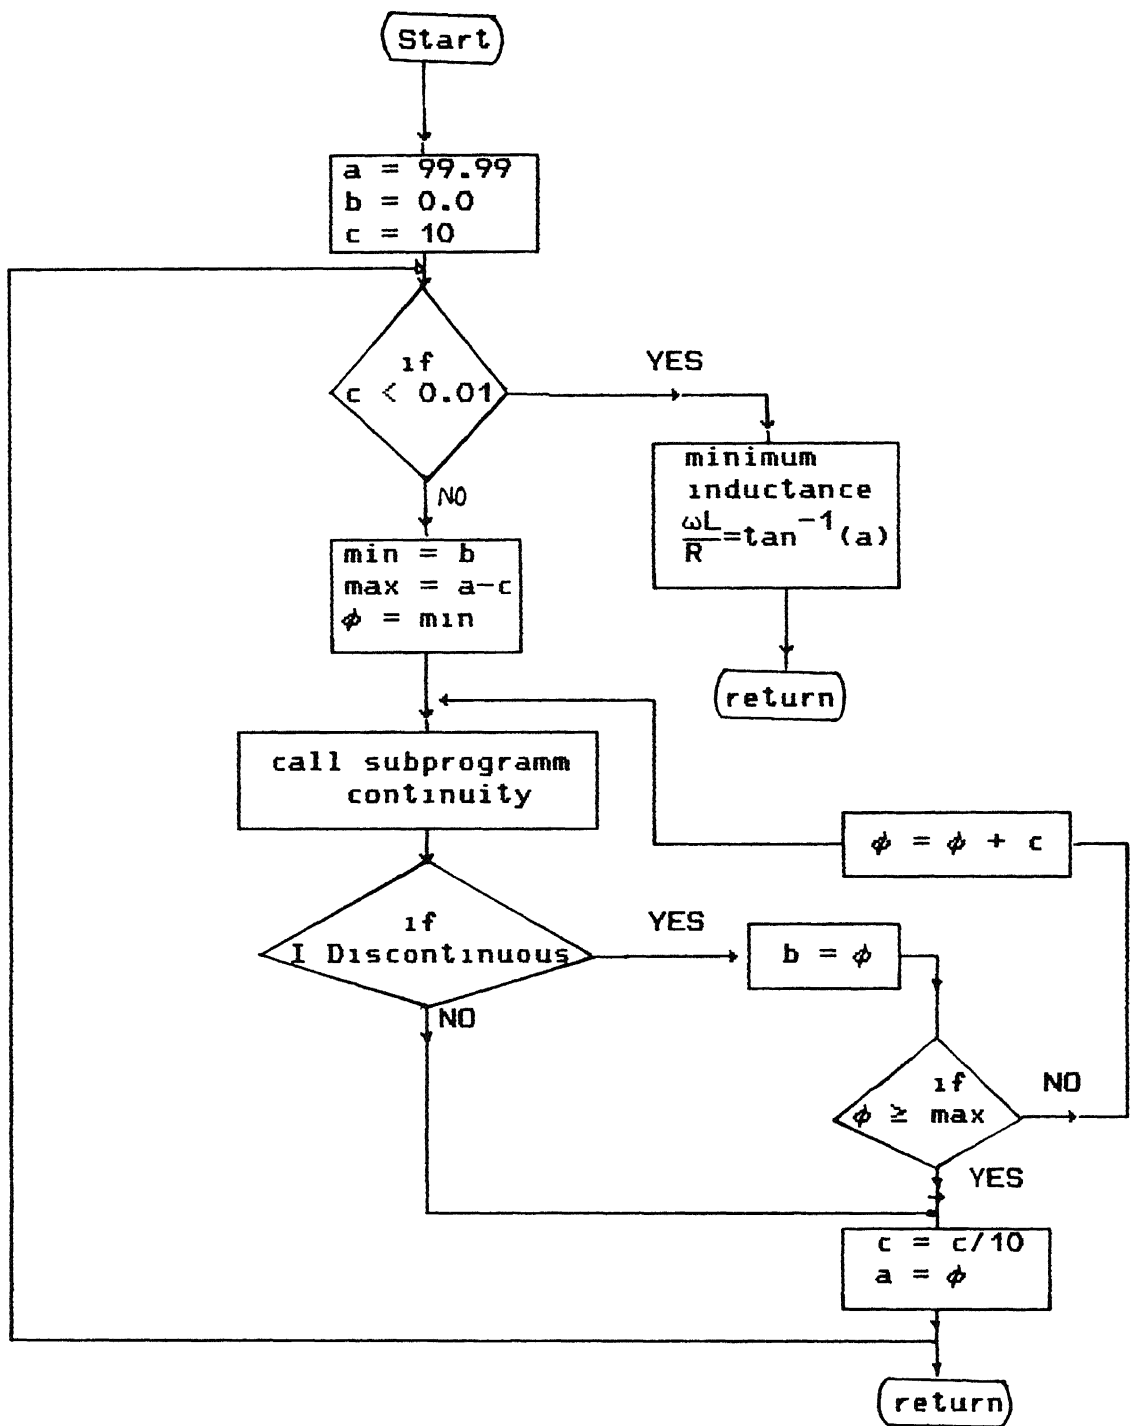 Start
a = 99.99
b = 0.0
c = 10
if
c < 0.01
YES
NO
minimum
inductance
ωL/R=tan⁻¹(a)
min = b
max = a-c
ϕ = min
return
call subprogramm
continuity
ϕ = ϕ + c
if
I Discontinuous
YES
b = ϕ
NO
if
ϕ ≥ max
NO
YES
c = c/10
a = ϕ
return